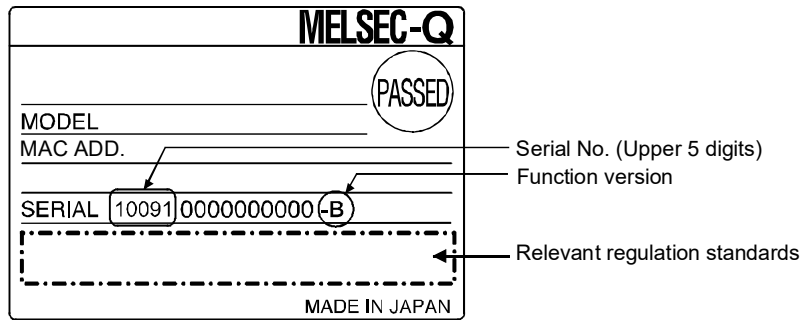 MELSEC-Q
PASSED
MODEL
MAC ADD.
Serial No. (Upper 5 digits)
Function version
SERIAL 10091 0000000000 -B
Relevant regulation standards
MADE IN JAPAN